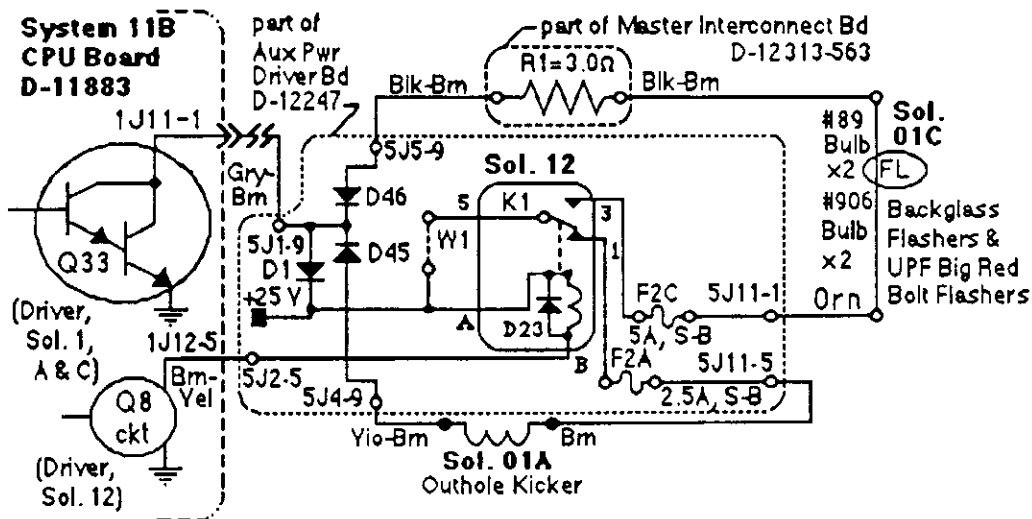 System 11B
CPU Board
D-11883
part of
Aux Pwr
Driver Bd
D-12247
part of Master Interconnect Bd
D-12313-563
R1=3.0Ω
Blk-Brn
Blk-Brn
1J11-1
5J5-9
Sol. 12
Sol.
01C
#89
Bulb
x2
FL
#906
Bulb
x2
Backglass
Flashers &
UPF Big Red
Bolt Flashers
Orn
Gry-
Brn
D46
5
K1
3
5J1-9
W1
1
D45
Q33
D1
+25 V
A
D23
F2C
5J11-1
5A, S-B
B
F2A
5J11-5
2.5A, S-B
(Driver,
Sol. 1,
A & C)
1J12-5
Brn-
Yel
5J2-5
5J4-9
Q8
ckt
Vio-Brn
Brn
Sol. 01A
Outhole Kicker
(Driver,
Sol. 12)